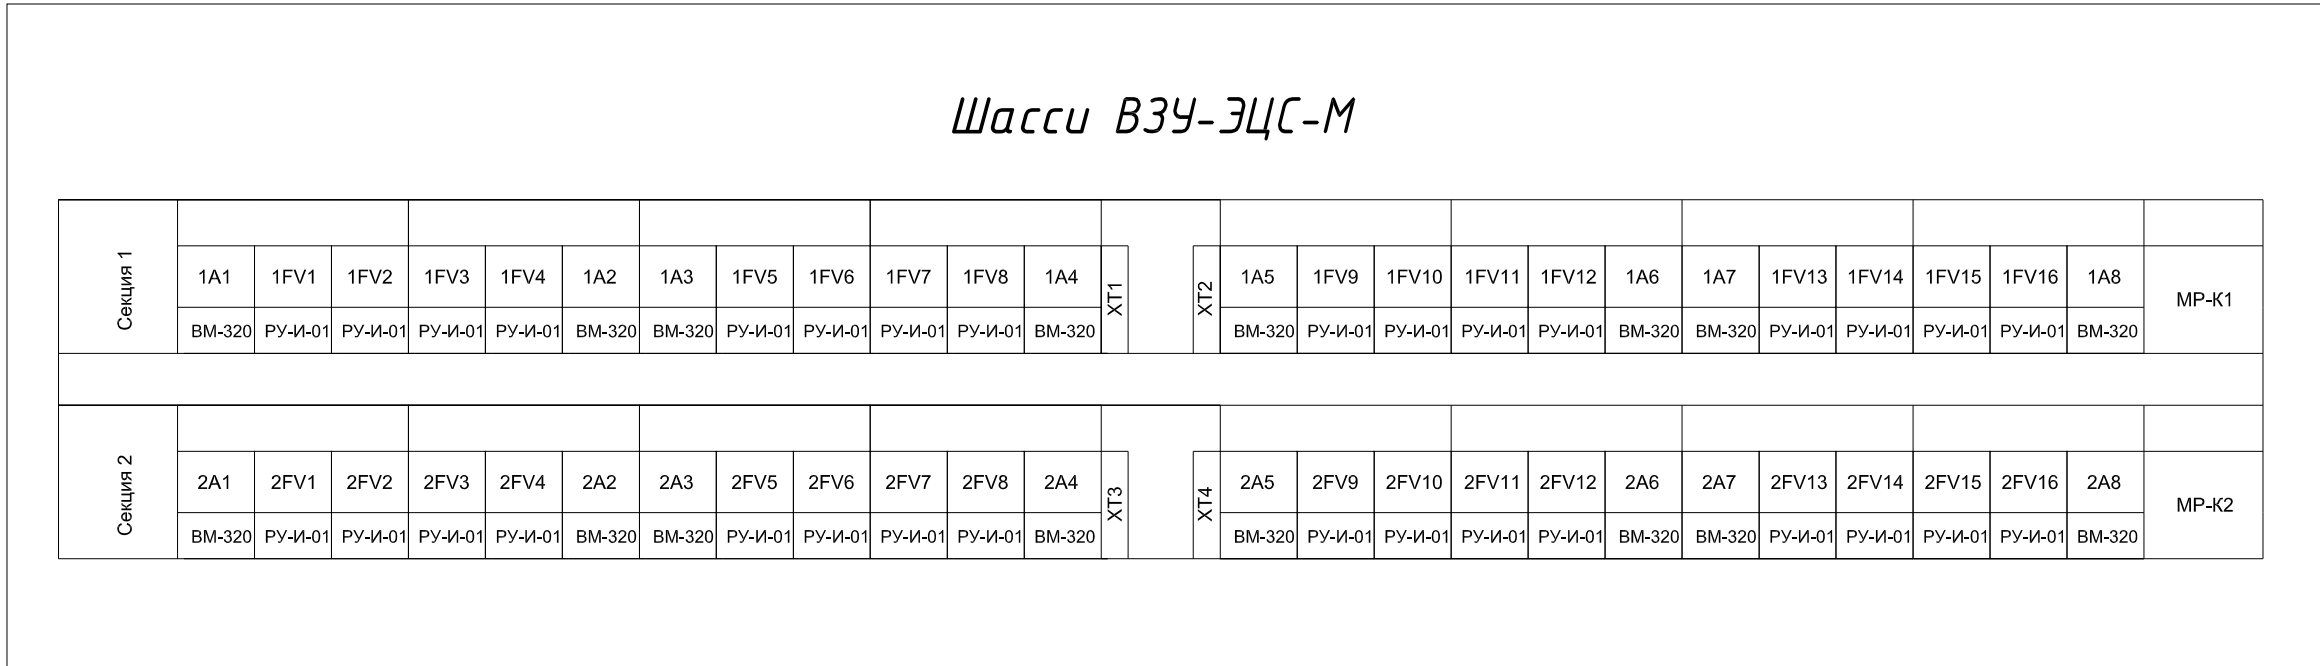 Шасси ВЗУ-ЭЦС-М
Секция 1
1A1 1FV1 1FV2 1FV3 1FV4 1A2 1A3 1FV5 1FV6 1FV7 1FV8 1A4 XT1 XT2 1A5 1FV9 1FV10 1FV11 1FV12 1A6 1A7 1FV13 1FV14 1FV15 1FV16 1A8 МР-К1
ВМ-320 РУ-И-01 РУ-И-01 РУ-И-01 РУ-И-01 ВМ-320 ВМ-320 РУ-И-01 РУ-И-01 РУ-И-01 РУ-И-01 ВМ-320 ВМ-320 РУ-И-01 РУ-И-01 РУ-И-01 РУ-И-01 ВМ-320 ВМ-320 РУ-И-01 РУ-И-01 РУ-И-01 РУ-И-01 ВМ-320
Секция 2
2A1 2FV1 2FV2 2FV3 2FV4 2A2 2A3 2FV5 2FV6 2FV7 2FV8 2A4 XT3 XT4 2A5 2FV9 2FV10 2FV11 2FV12 2A6 2A7 2FV13 2FV14 2FV15 2FV16 2A8 МР-К2
ВМ-320 РУ-И-01 РУ-И-01 РУ-И-01 РУ-И-01 ВМ-320 ВМ-320 РУ-И-01 РУ-И-01 РУ-И-01 РУ-И-01 ВМ-320 ВМ-320 РУ-И-01 РУ-И-01 РУ-И-01 РУ-И-01 ВМ-320 ВМ-320 РУ-И-01 РУ-И-01 РУ-И-01 РУ-И-01 ВМ-320